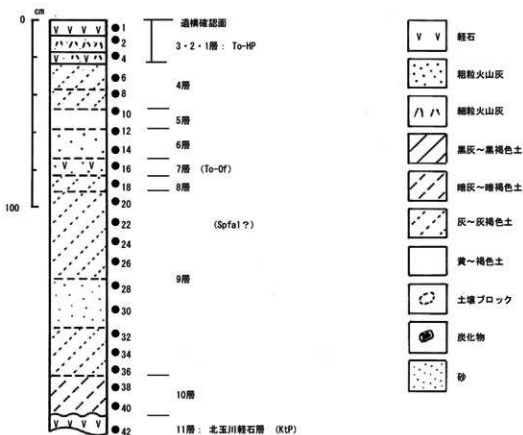 cm
0
100
1
2
4
6
8
10
12
14
16
18
20
22
24
26
28
30
32
34
36
38
40
42
遺構確認面
3・2・1層: To-HP
4層
5層
6層
7層 (To-Of)
8層
(Spfal?)
9層
10層
11層: 北玉川軽石層 (KtP)
軽石
粗粒火山灰
細粒火山灰
黒灰~黒褐色土
暗灰~暗褐色土
灰~灰褐色土
黄~褐色土
土壌ブロック
炭化物
砂